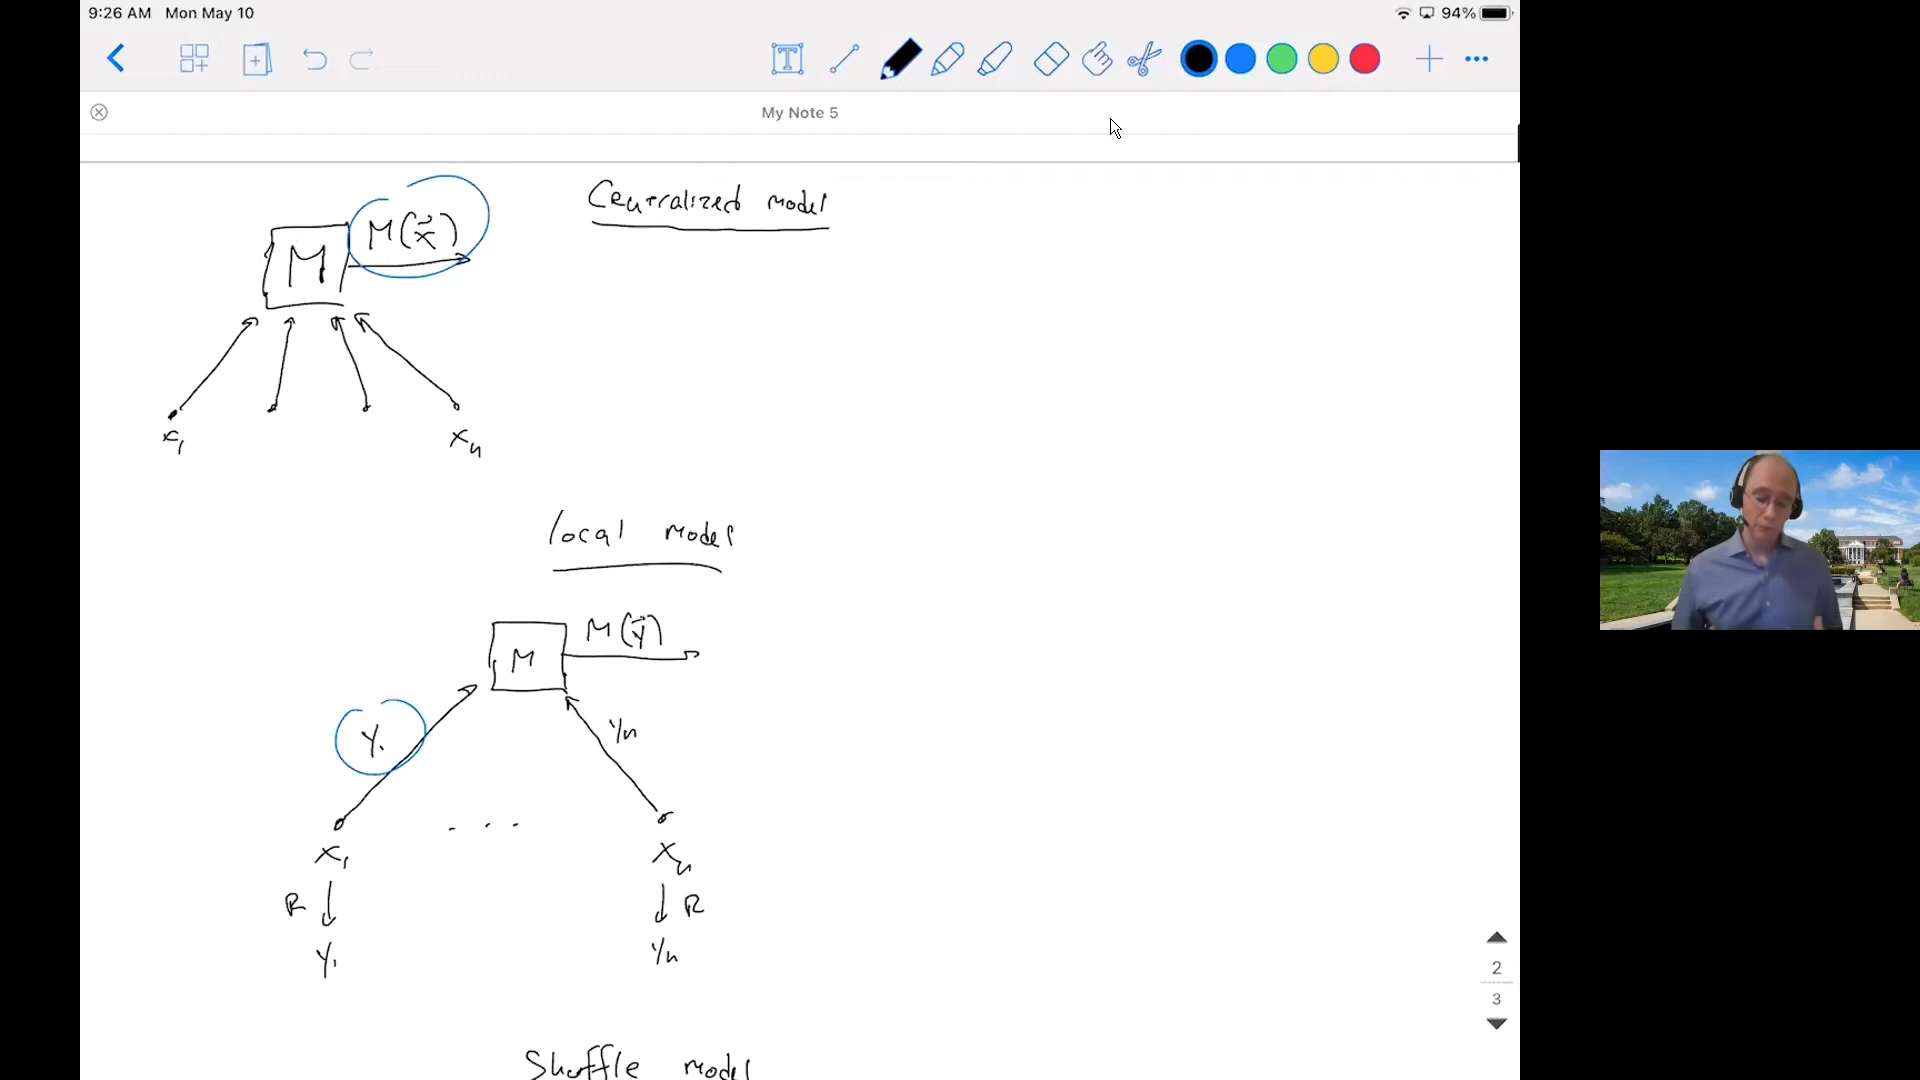 9:26 AM Mon May 10
94%
My Note 5
Centralized model
M
M(x⃗)
x₁
xₙ
local model
M
M(y⃗)
y₁
yₙ
...
x₁
xₙ
R
R
y₁
yₙ
2
3
Shuffle model